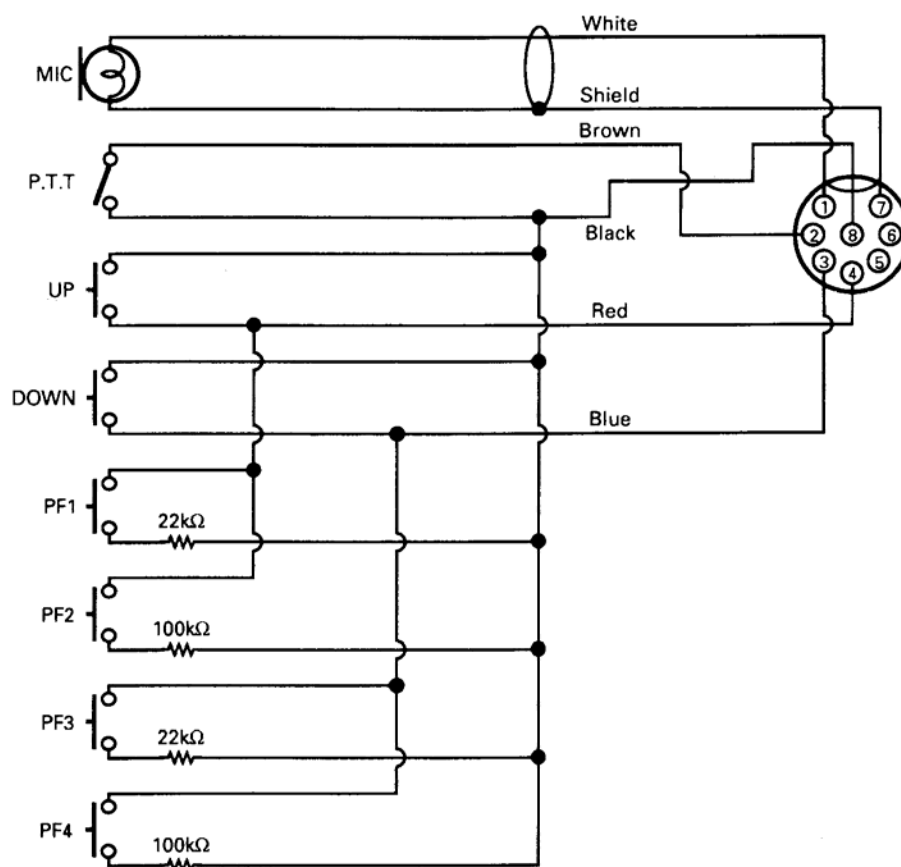 White
MIC
Shield
Brown
P.T.T
Black
1
7
2
8
6
3
4
5
UP
Red
DOWN
Blue
PF1
22kΩ
PF2
100kΩ
PF3
22kΩ
PF4
100kΩ